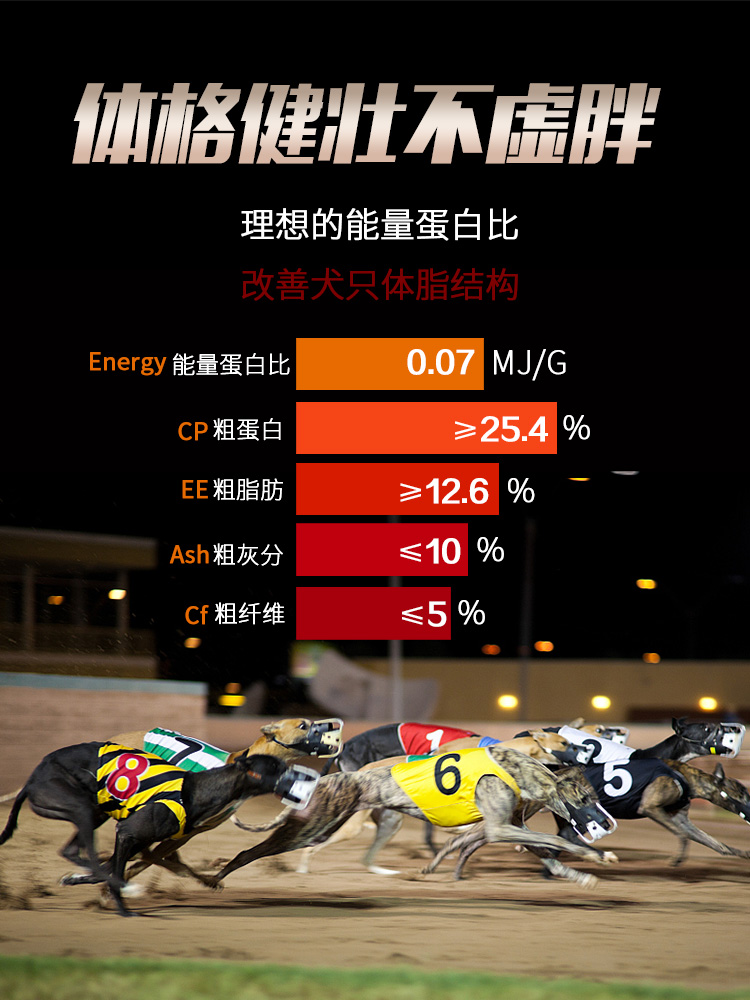 体格健壮不虚胖
理想的能量蛋白比
改善犬只体脂结构
Energy 能量蛋白比 0.07 MJ/G
CP 粗蛋白 ≥25.4 %
EE 粗脂肪 ≥12.6 %
Ash 粗灰分 ≤10 %
Cf 粗纤维 ≤5 %
7 1 2
8 6 5